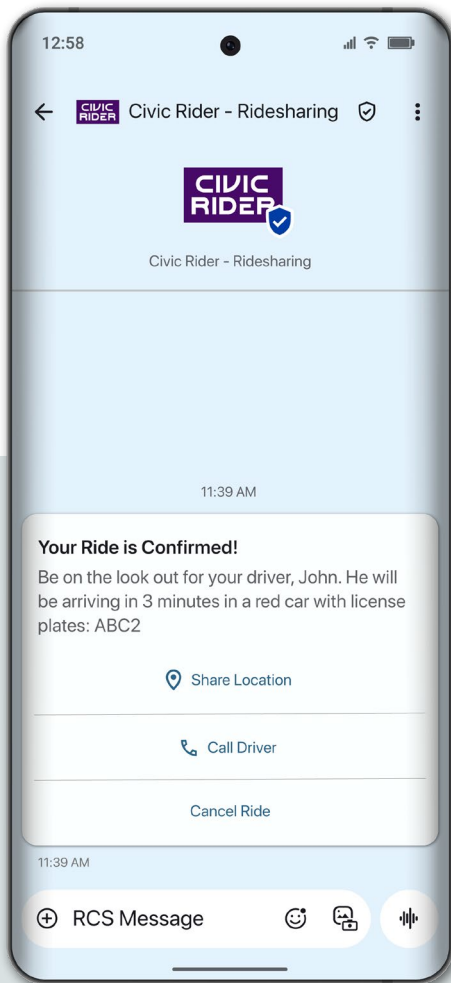 12:58
CIVIC
RIDER
Civic Rider - Ridesharing
CIVIC
RIDER
Civic Rider - Ridesharing
11:39 AM
Your Ride is Confirmed!
Be on the look out for your driver, John. He will
be arriving in 3 minutes in a red car with license
plates: ABC2
Share Location
Call Driver
Cancel Ride
11:39 AM
RCS Message